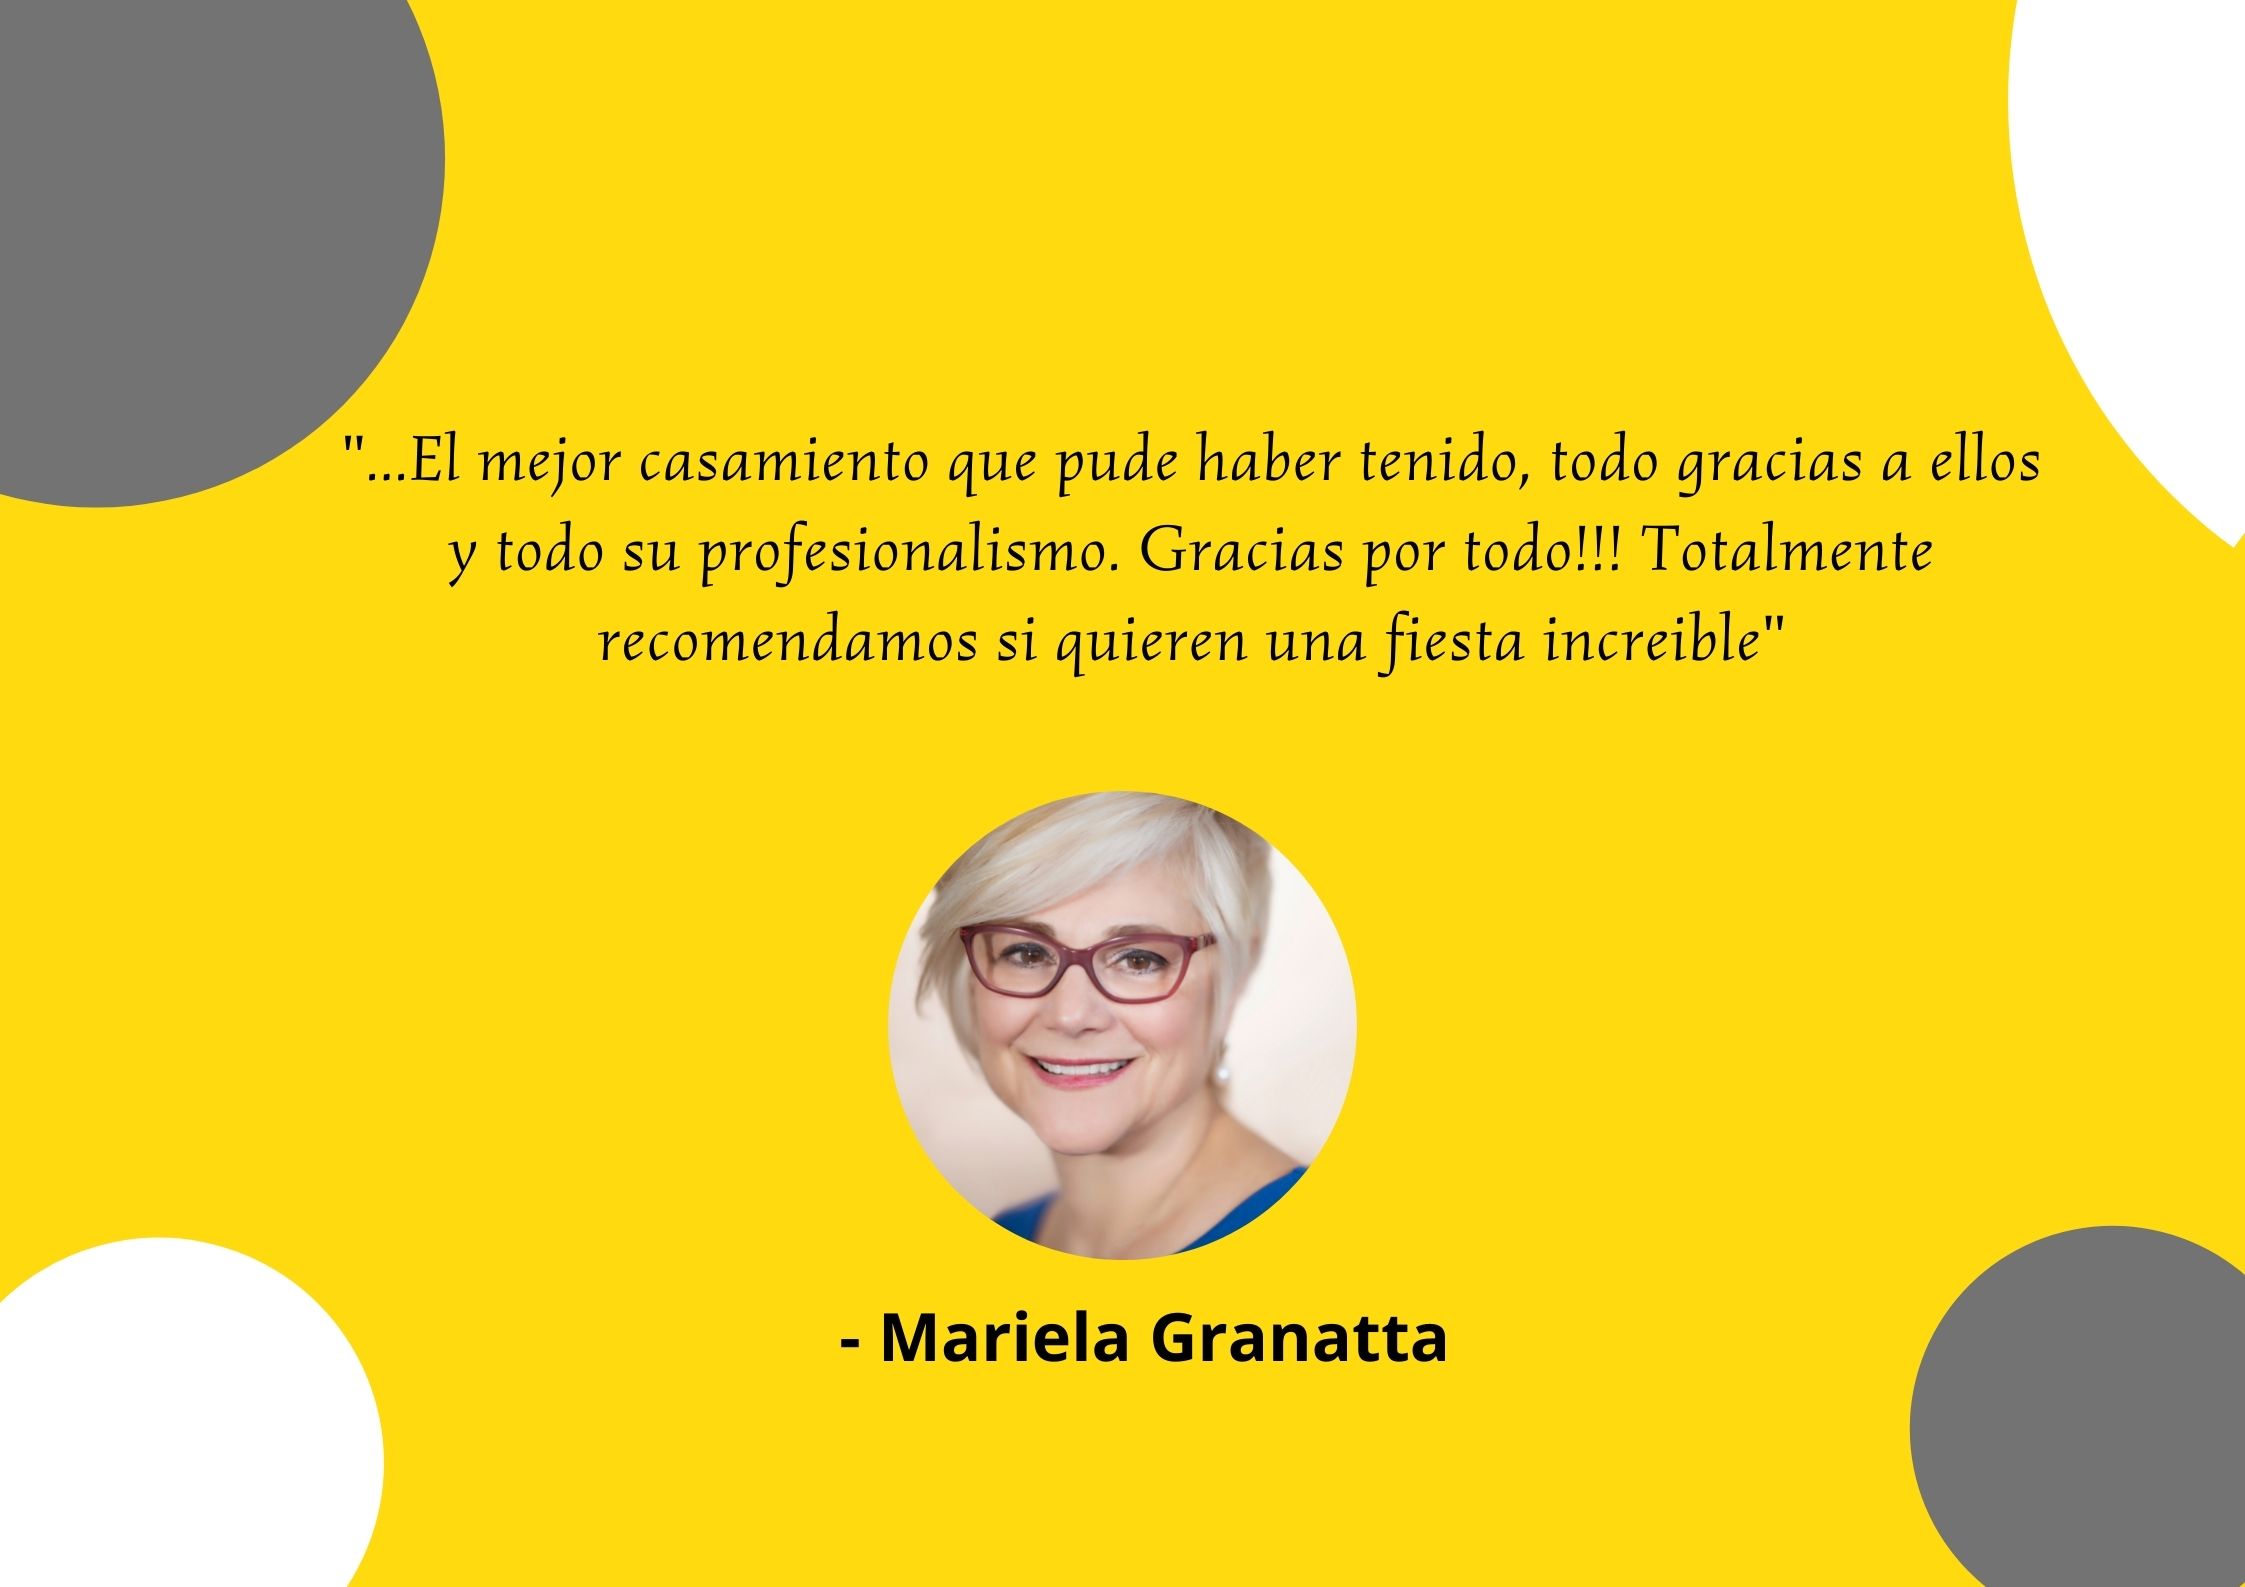 "...El mejor casamiento que pude haber tenido, todo gracias a ellos
y todo su profesionalismo. Gracias por todo!!! Totalmente
recomendamos si quieren una fiesta increible"
- Mariela Granatta